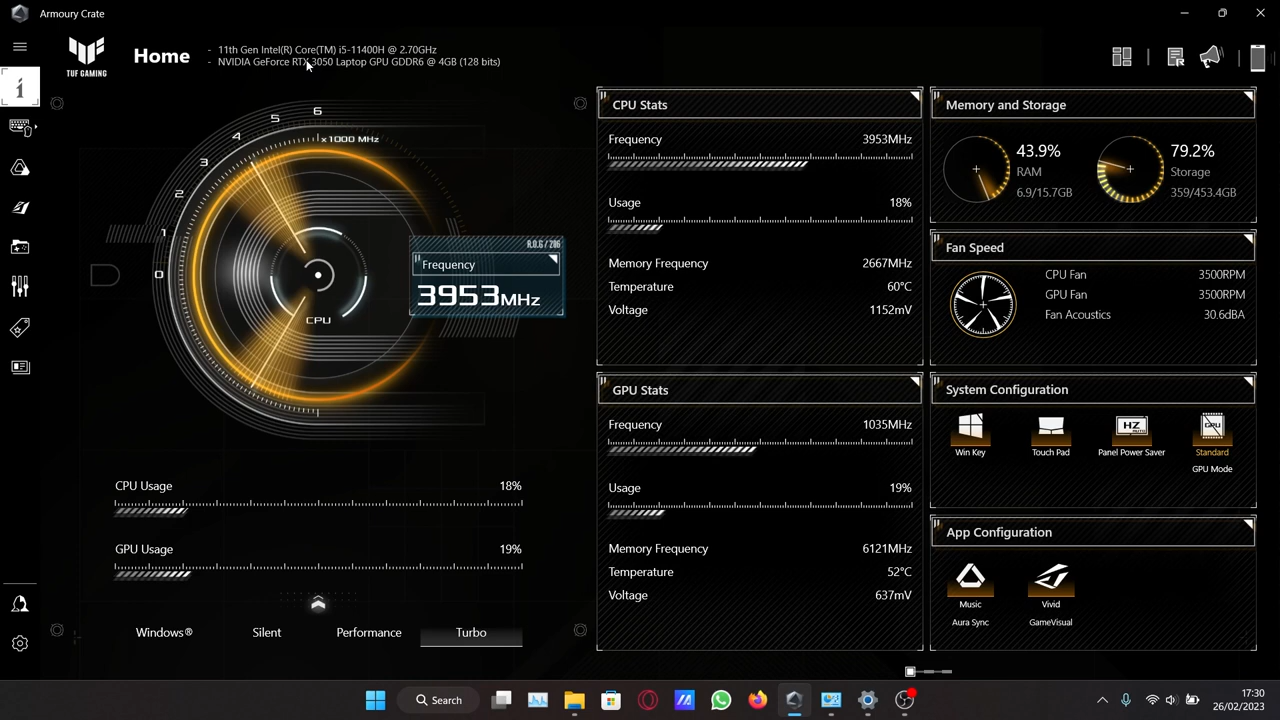 Armoury Crate
TUF GAMING
Home
- 11th Gen Intel(R) Core(TM) i5-11400H @ 2.70GHz
- NVIDIA GeForce RTX 3050 Laptop GPU GDDR6 @ 4GB (128 bits)
0
1
2
3
4
5
6
x1000 MHz
CPU
R.O.G / 286
Frequency
3953MHz
CPU Usage 18%
GPU Usage 19%
Windows® Silent Performance Turbo
CPU Stats
Frequency 3953MHz
Usage 18%
Memory Frequency 2667MHz
Temperature 60°C
Voltage 1152mV
GPU Stats
Frequency 1035MHz
Usage 19%
Memory Frequency 6121MHz
Temperature 52°C
Voltage 637mV
Memory and Storage
43.9%
RAM
6.9/15.7GB
79.2%
Storage
359/453.4GB
Fan Speed
CPU Fan 3500RPM
GPU Fan 3500RPM
Fan Acoustics 30.6dBA
System Configuration
HZ
GPU
Win Key Touch Pad Panel Power Saver Standard
GPU Mode
App Configuration
Music Vivid
Aura Sync GameVisual
Search
17:30
26/02/2023